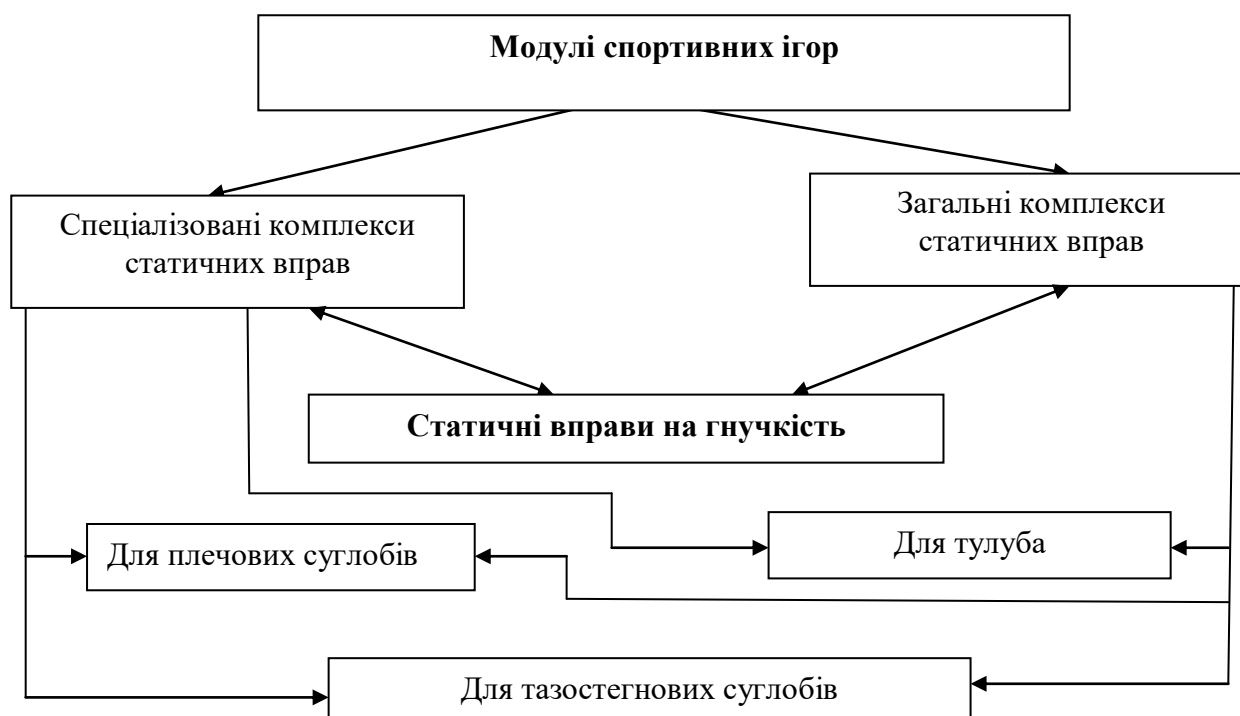 Модулі спортивних ігор
Спеціалізовані комплекси
статичних вправ
Загальні комплекси
статичних вправ
Статичні вправи на гнучкість
Для плечових суглобів
Для тулуба
Для тазостегнових суглобів